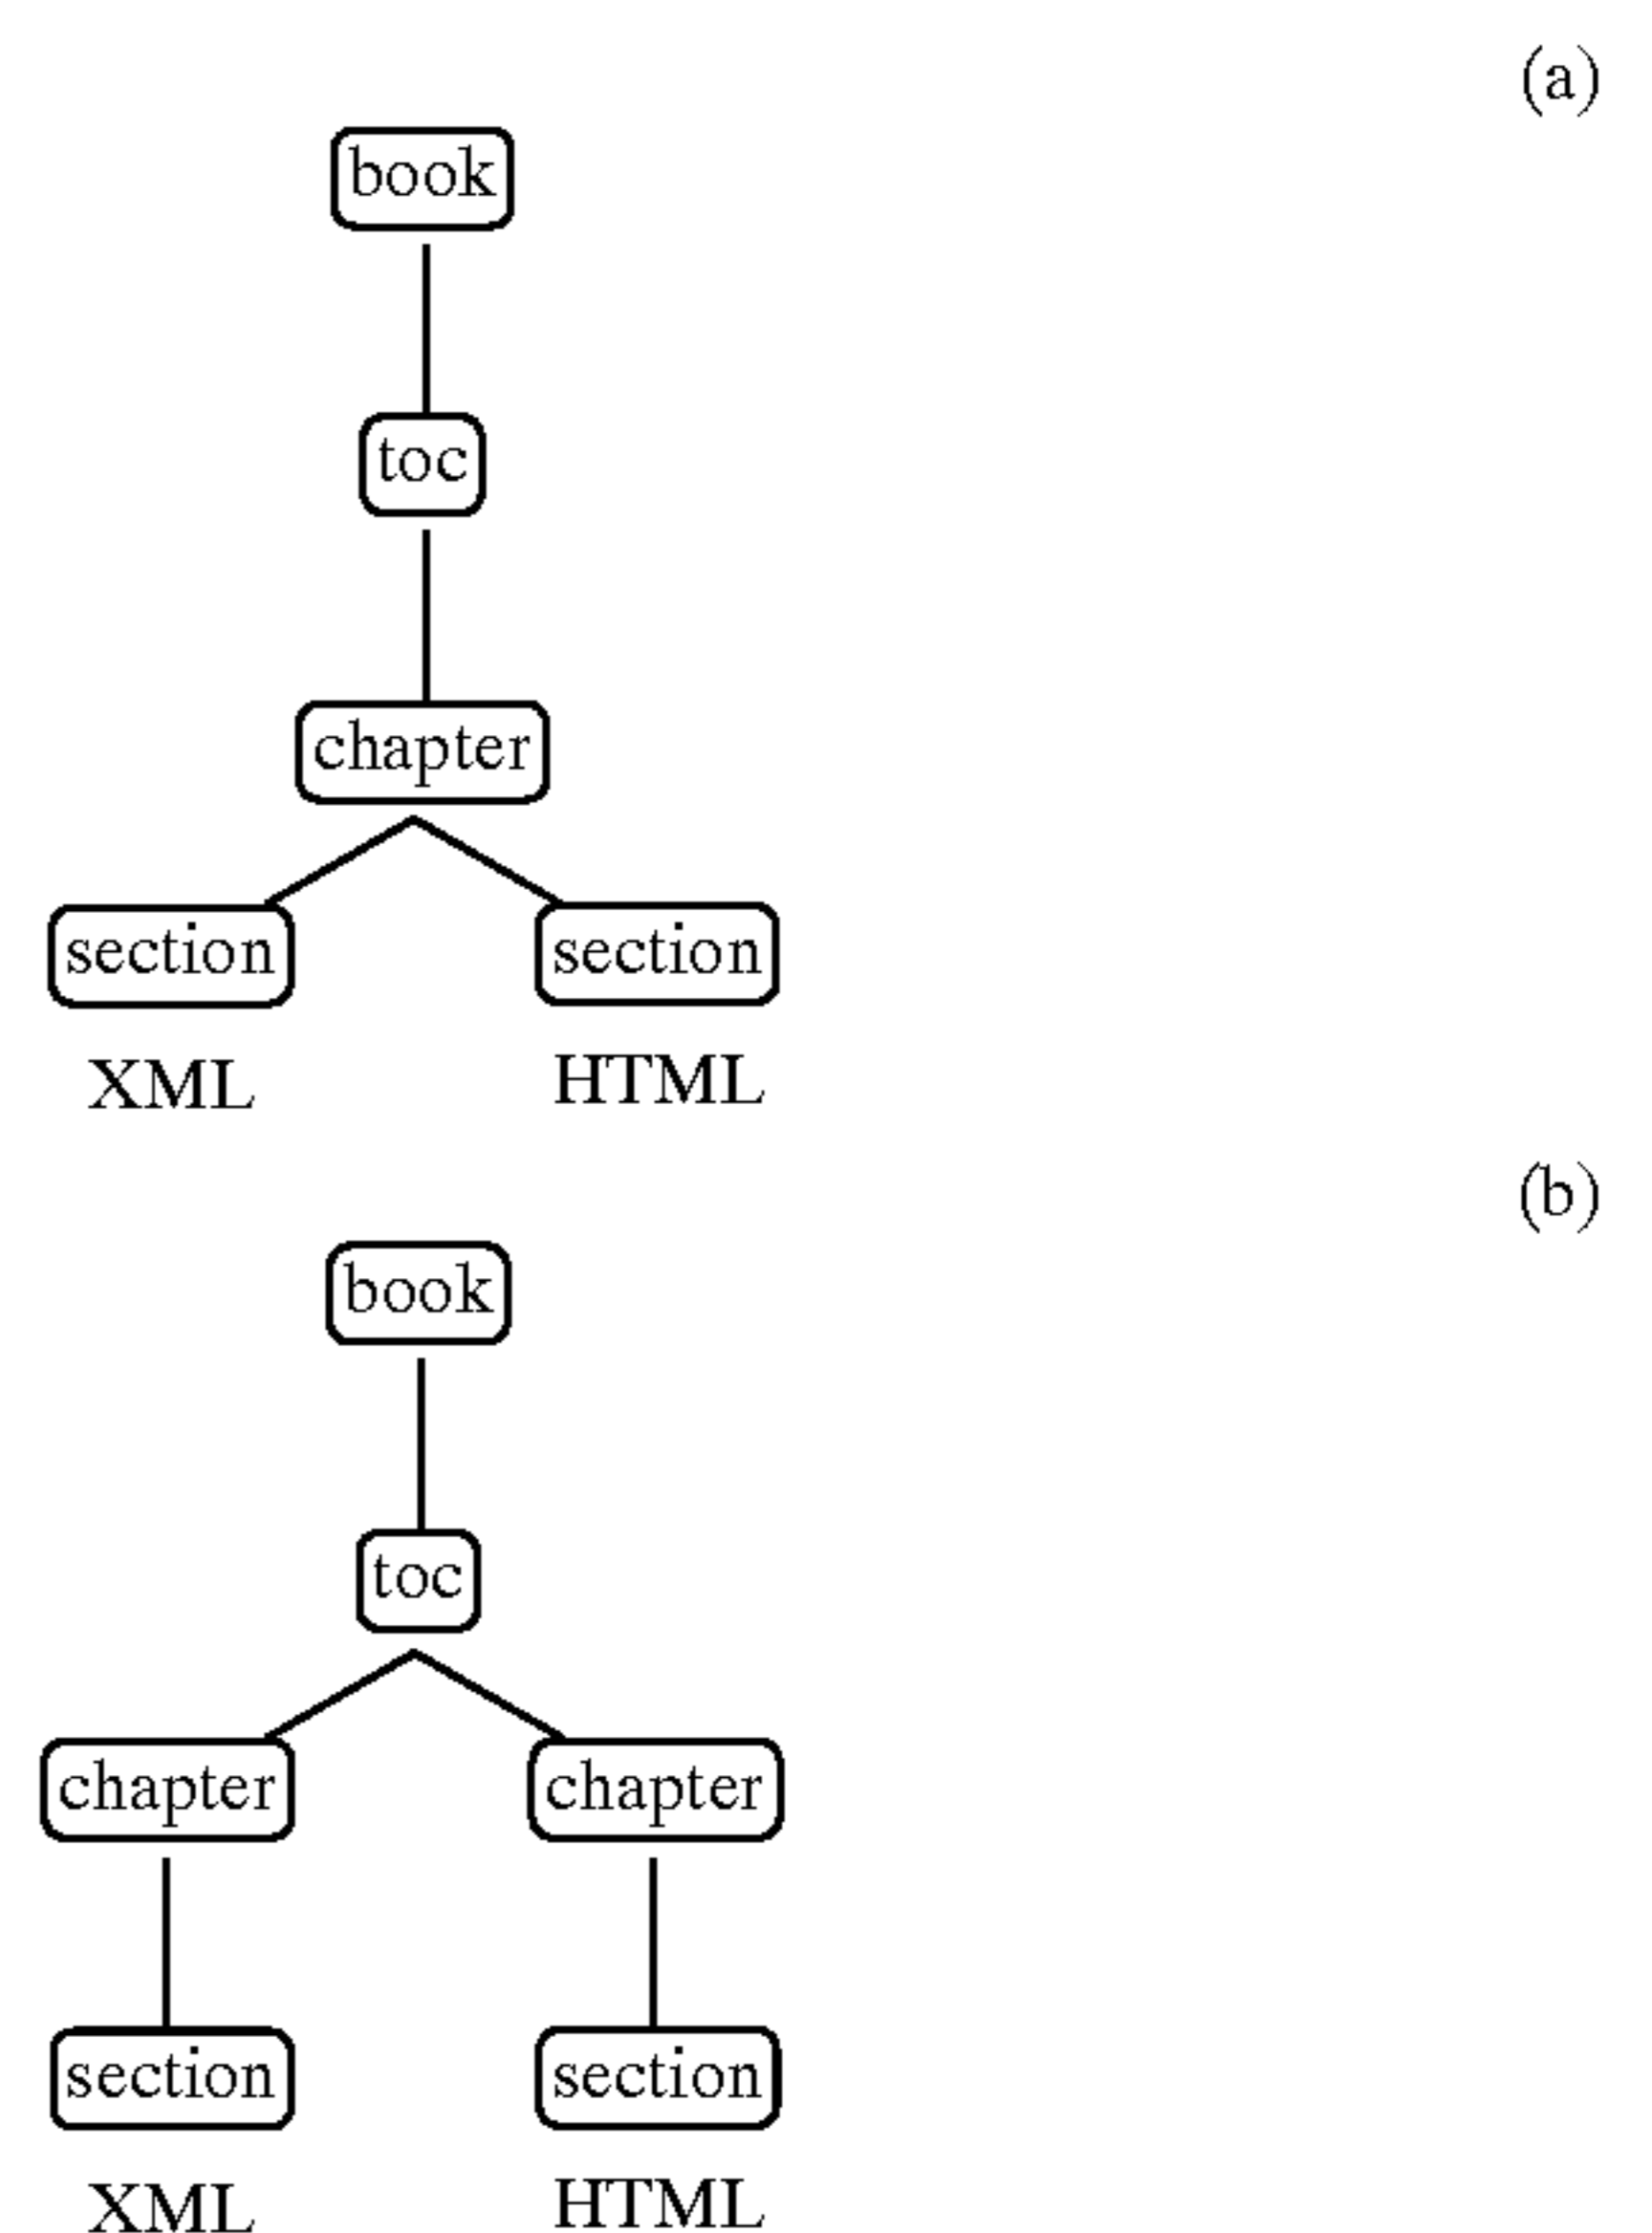 (a)
book
toc
chapter
section section
XML HTML
(b)
book
toc
chapter chapter
section section
XML HTML